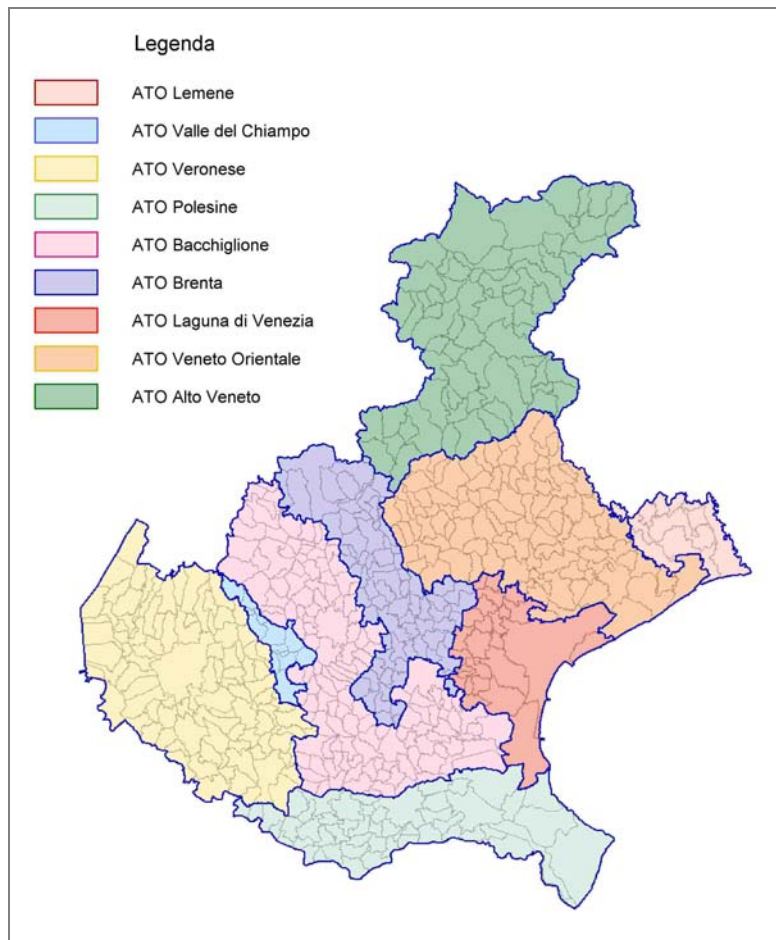 Legenda
ATO Lemene
ATO Valle del Chiampo
ATO Veronese
ATO Polesine
ATO Bacchiglione
ATO Brenta
ATO Laguna di Venezia
ATO Veneto Orientale
ATO Alto Veneto